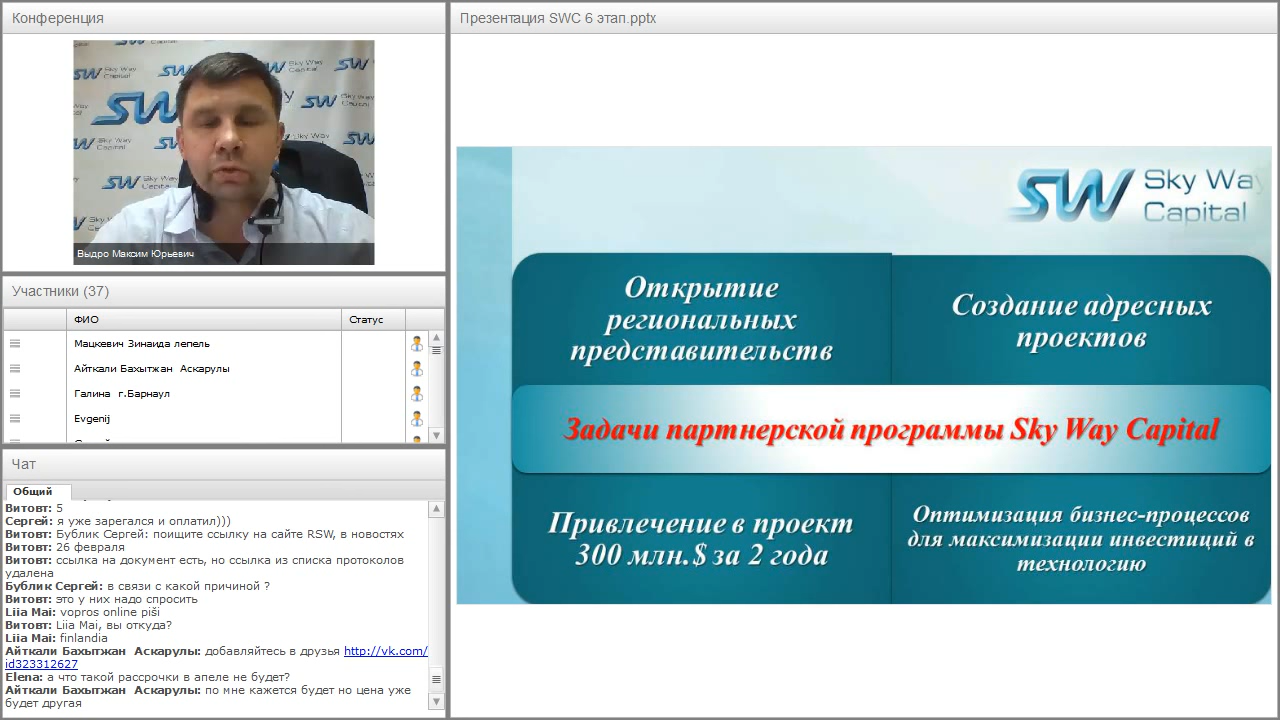 Конференция
SW Sky Way Capital
Выдро Максим Юрьевич
Участники (37)
ФИО Статус
Мацкевич Зинаида лепель
Айткали Бахытжан Аскарулы
Галина г.Барнаул
Evgenij
Чат
Общий
Витовт: 5
Сергей: я уже зарегался и оплатил)))
Витовт: Бублик Сергей: поищите ссылку на сайте RSW, в новостях
Витовт: 26 февраля
Витовт: ссылка на документ есть, но ссылка из списка протоколов
удалена
Бублик Сергей: в связи с какой причиной ?
Витовт: это у них надо спросить
Liia Mai: vopros online piši
Витовт: Liia Mai, вы откуда?
Liia Mai: finlandia
Айткали Бахытжан Аскарулы: добавляйтесь в друзья http://vk.com/
id323312627
Elena: а что такой рассрочки в апеле не будет?
Айткали Бахытжан Аскарулы: по мне кажется будет но цена уже
будет другая
Презентация SWC 6 этап.pptx
SW Sky Way
Capital
Открытие
региональных
представительств
Создание адресных
проектов
Задачи партнерской программы Sky Way Capital
Привлечение в проект
300 млн.$ за 2 года
Оптимизация бизнес-процессов
для максимизации инвестиций в
технологию